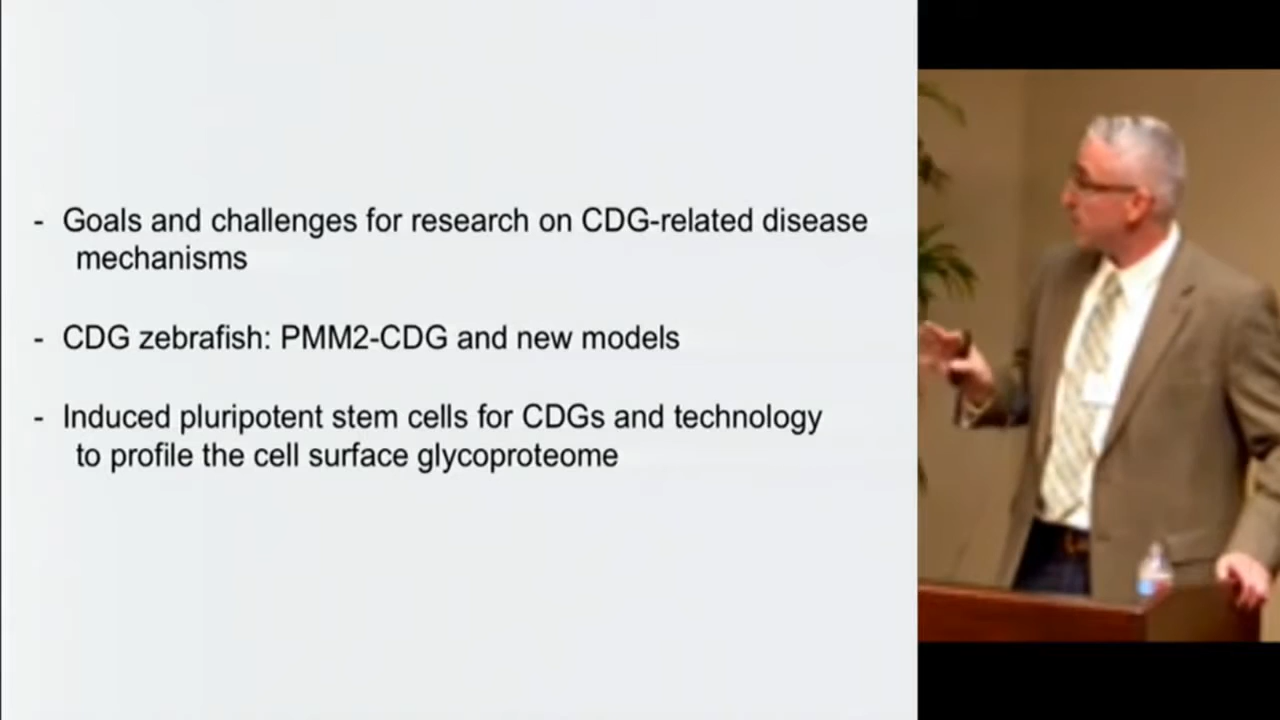 - Goals and challenges for research on CDG-related disease
mechanisms
- CDG zebrafish: PMM2-CDG and new models
- Induced pluripotent stem cells for CDGs and technology
to profile the cell surface glycoproteome